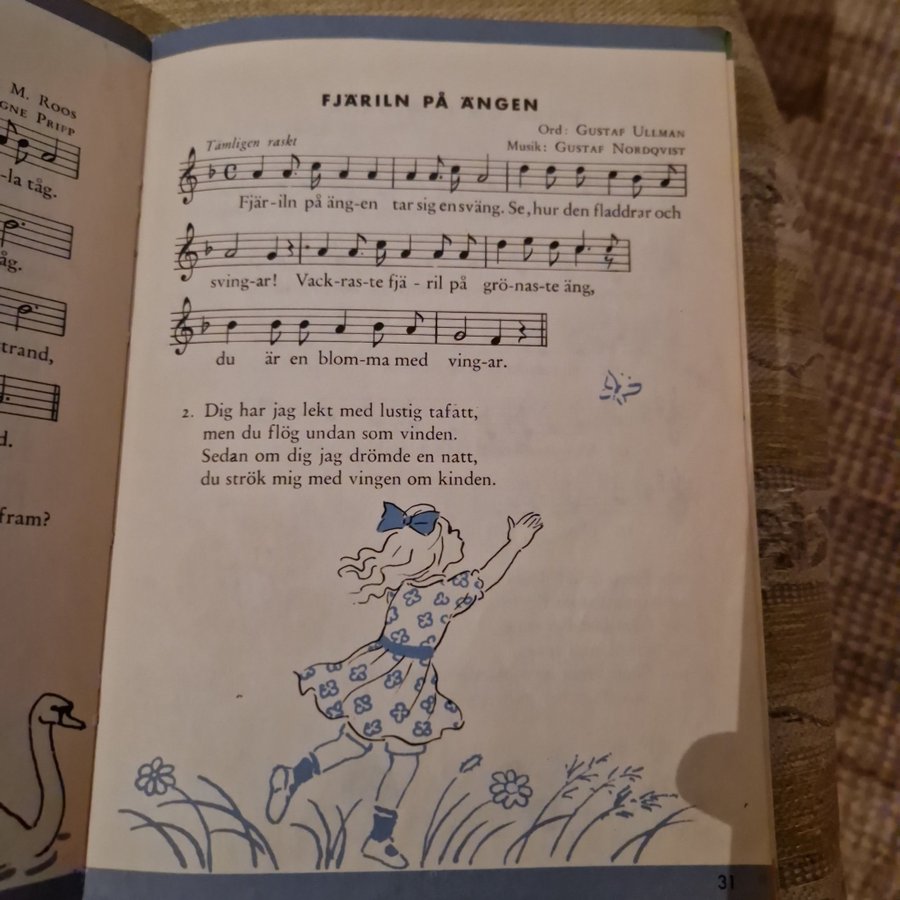 M. Roos
GNE PRIPP
-la tåg.
åg.
strand,
d.
fram?
FJÄRILN PÅ ÄNGEN
Ord: GUSTAF ULLMAN
Tämligen raskt
Musik: GUSTAF NORDQVIST
Fjär-iln på äng-en tar sig en sväng. Se, hur den fladdrar och
sving-ar! Vack-ras-te fjä - ril på grö-nas-te äng,
du är en blom-ma med ving-ar.
2. Dig har jag lekt med lustig tafatt,
men du flög undan som vinden.
Sedan om dig jag drömde en natt,
du strök mig med vingen om kinden.
31